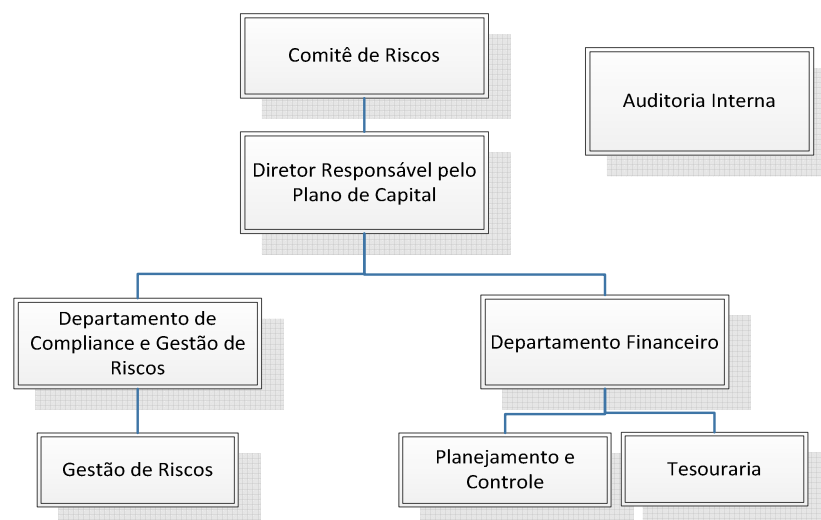 Comitê de Riscos
Auditoria Interna
Diretor Responsável pelo
Plano de Capital
Departamento de
Compliance e Gestão de
Riscos
Departamento Financeiro
Gestão de Riscos
Planejamento e
Controle
Tesouraria